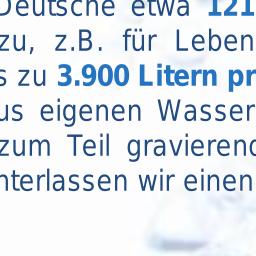 Deutsche etwa 121
zu, z.B. für Leben
s zu 3.900 Litern pr
us eigenen Wasser
zum Teil gravierend
nterlassen wir einen